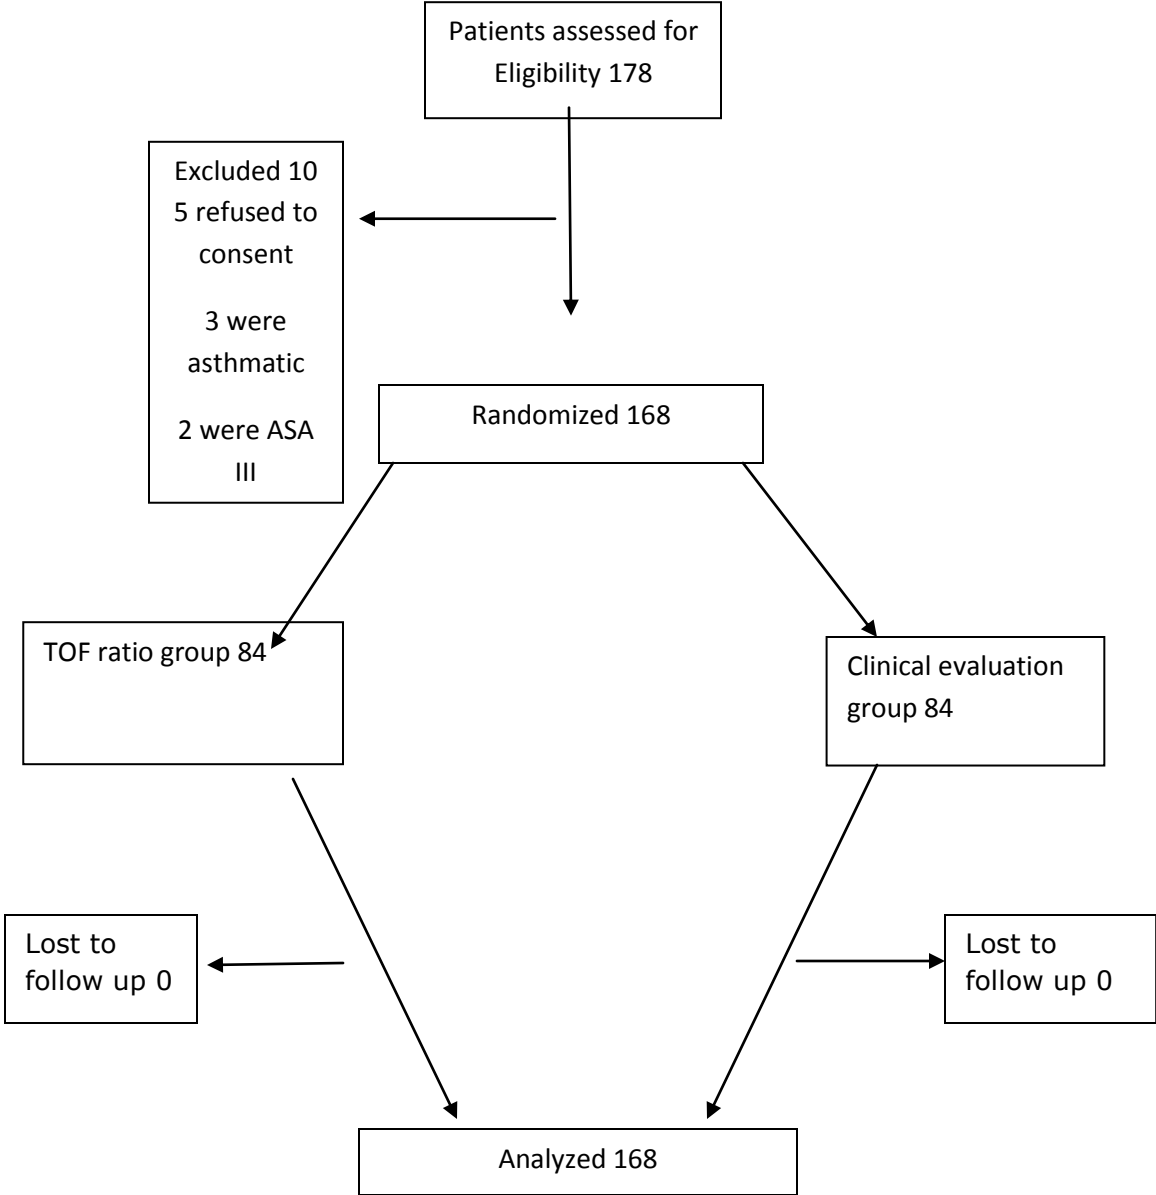 Patients assessed for
Eligibility 178
Excluded 10
5 refused to
consent
3 were
asthmatic
2 were ASA
III
Randomized 168
TOF ratio group 84
Clinical evaluation
group 84
Lost to
follow up 0
Lost to
follow up 0
Analyzed 168